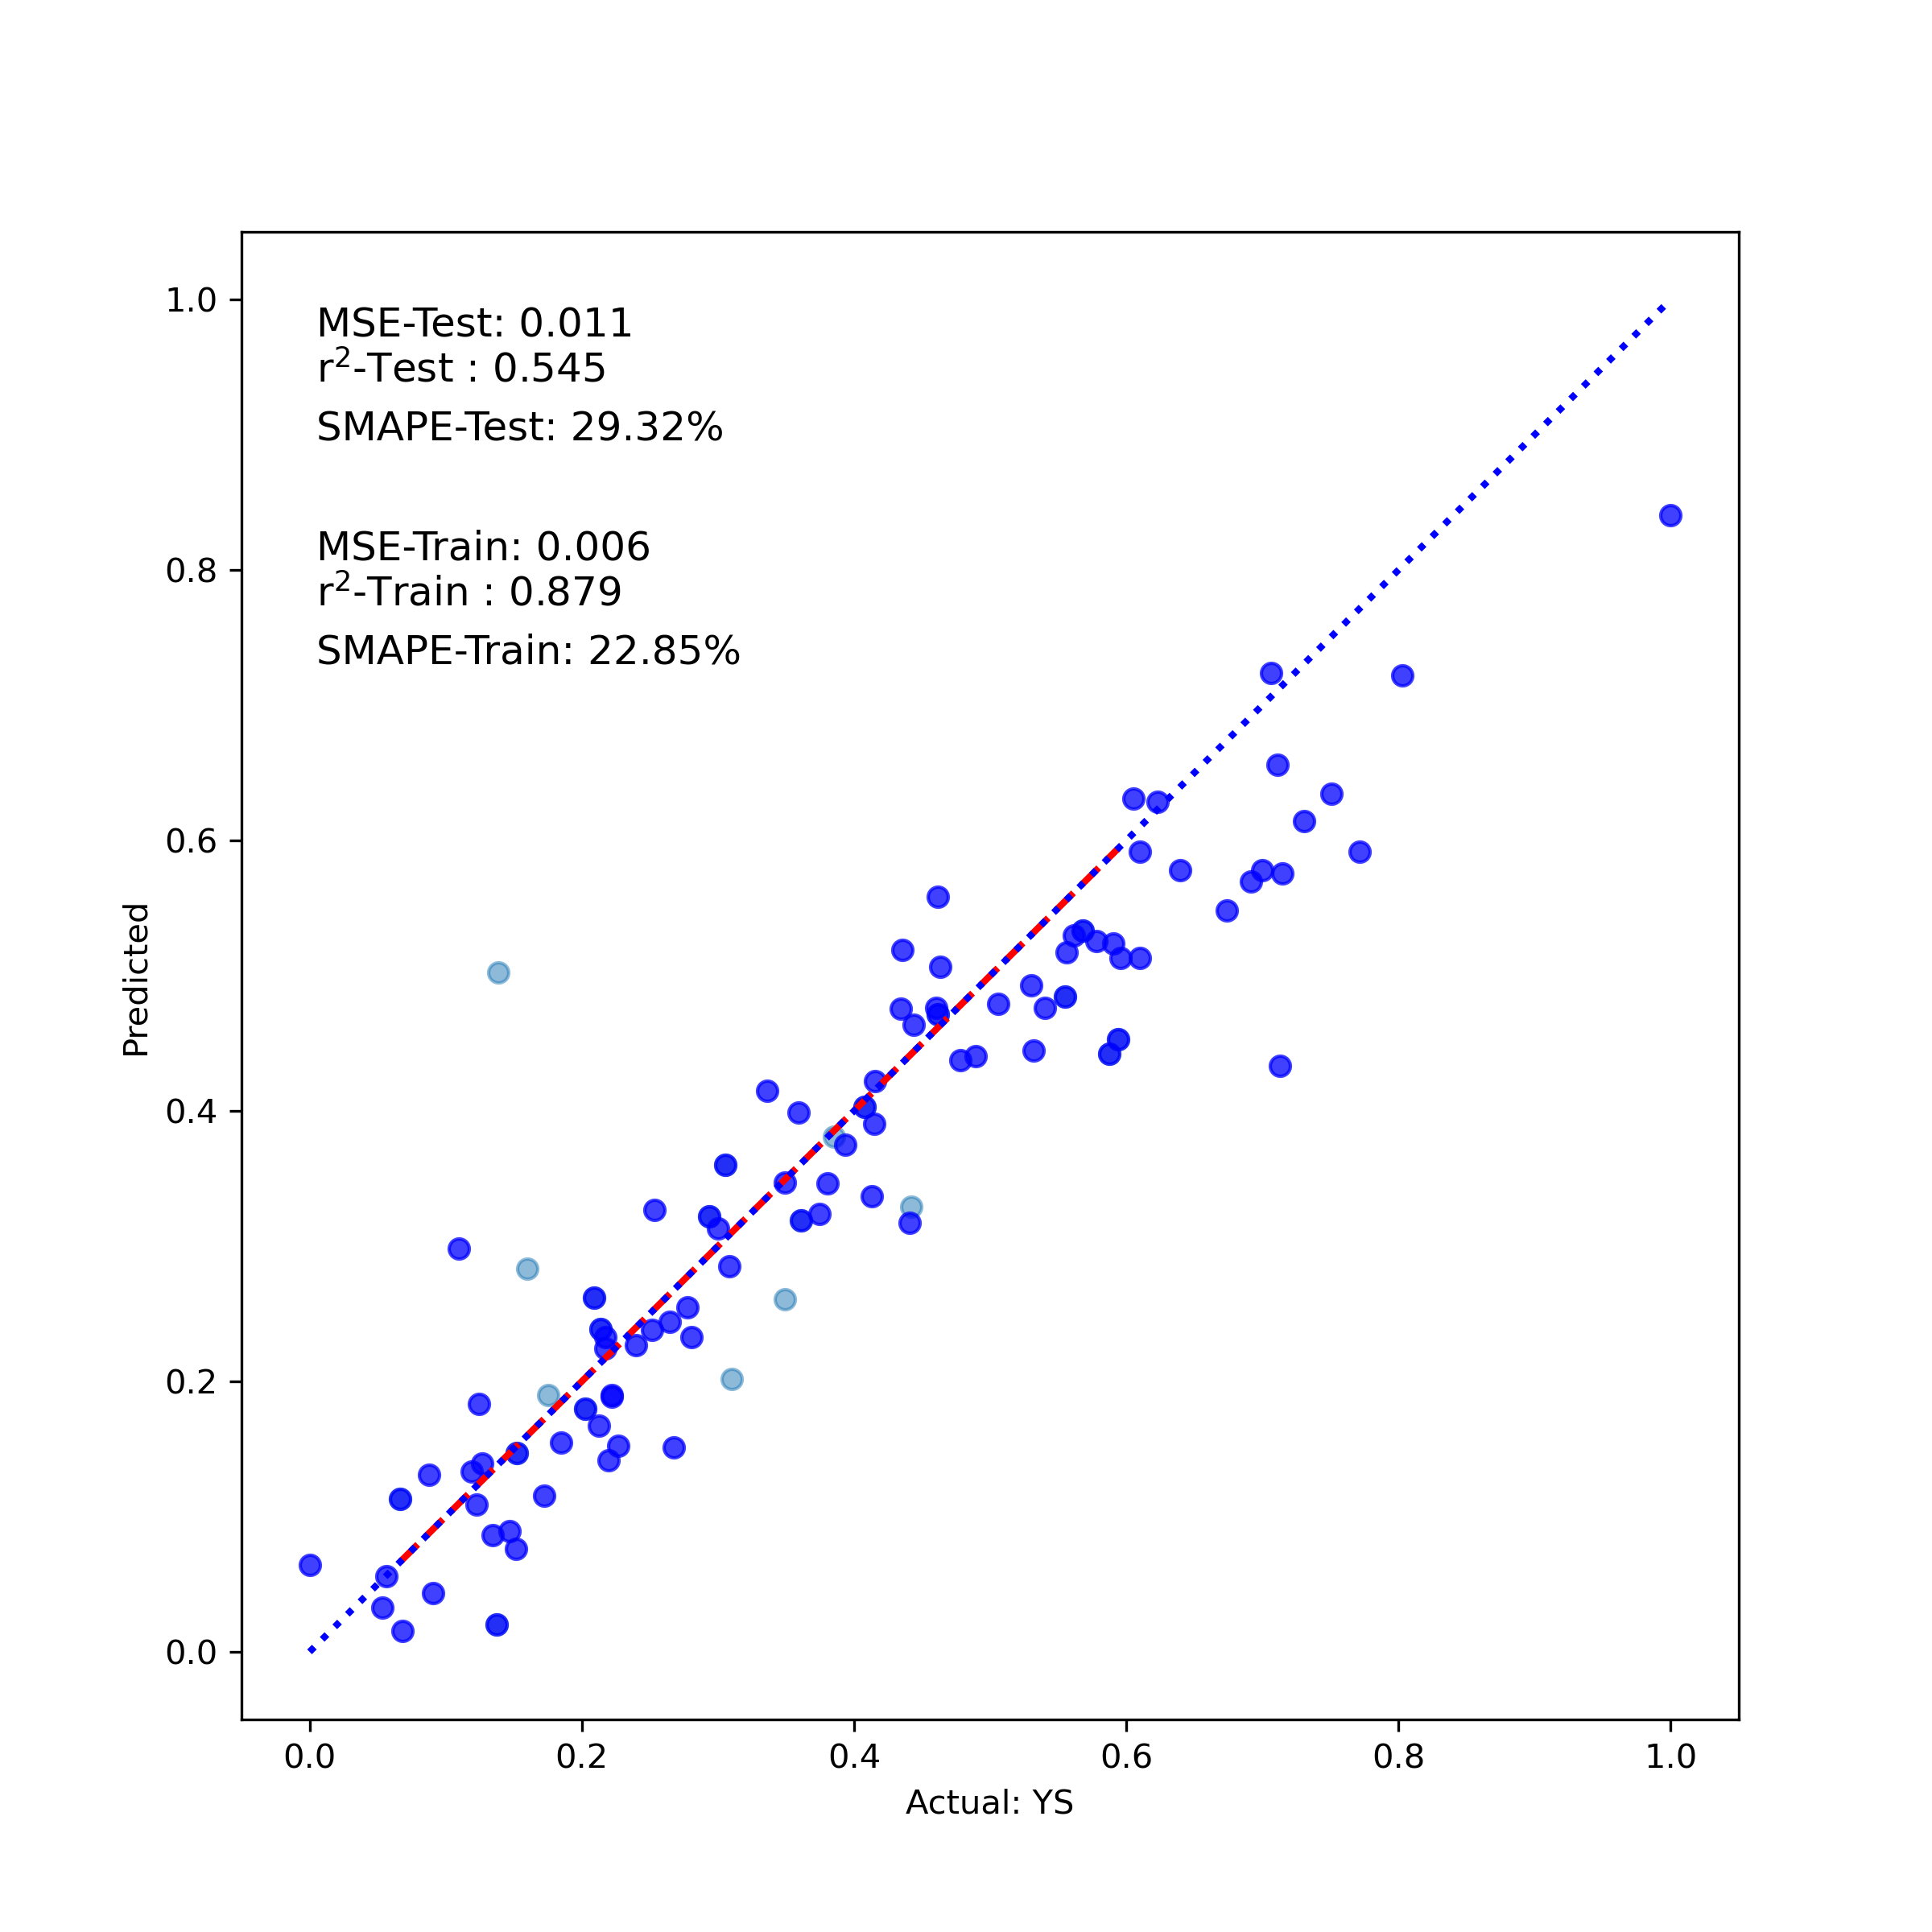 MSE-Test: 0.011
r²-Test : 0.545
SMAPE-Test: 29.32%
MSE-Train: 0.006
r²-Train : 0.879
SMAPE-Train: 22.85%
1.0
0.8
0.6
0.4
0.2
0.0
Predicted
0.0 0.2 0.4 0.6 0.8 1.0
Actual: YS